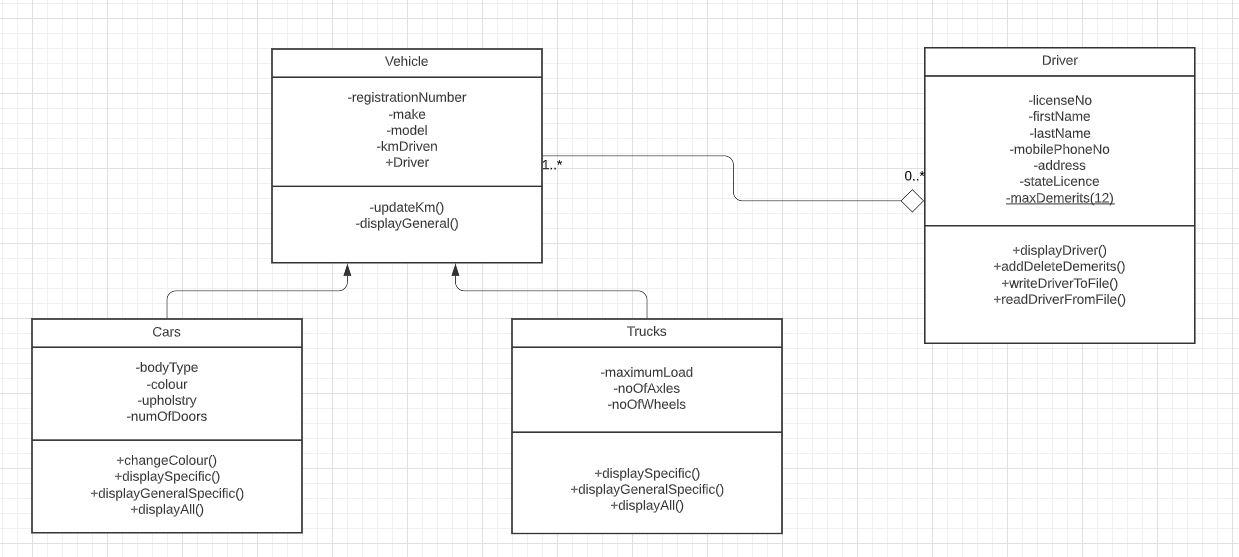 Vehicle
-registrationNumber
-make
-model
-kmDriven
+Driver
-updateKm()
-displayGeneral()
1..*
0..*
Driver
-licenseNo
-firstName
-lastName
-mobilePhoneNo
-address
-stateLicence
-maxDemerits(12)
+displayDriver()
+addDeleteDemerits()
+writeDriverToFile()
+readDriverFromFile()
Cars
-bodyType
-colour
-upholstry
-numOfDoors
+changeColour()
+displaySpecific()
+displayGeneralSpecific()
+displayAll()
Trucks
-maximumLoad
-noOfAxles
-noOfWheels
+displaySpecific()
+displayGeneralSpecific()
+displayAll()